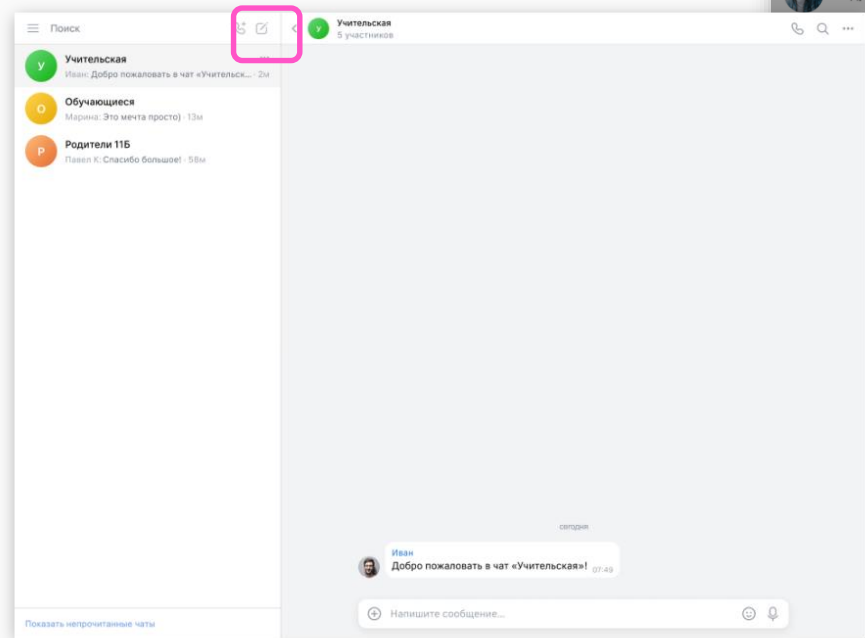 Поиск
У
Учительская
Иван: Добро пожаловать в чат «Учительск... · 2м
О
Обучающиеся
Марина: Это мечта просто) · 13м
Р
Родители 11Б
Павел К: Спасибо большое! · 58м
Показать непрочитанные чаты
У
Учительская
5 участников
сегодня
Иван
Добро пожаловать в чат «Учительская»! 07:49
Напишите сообщение...